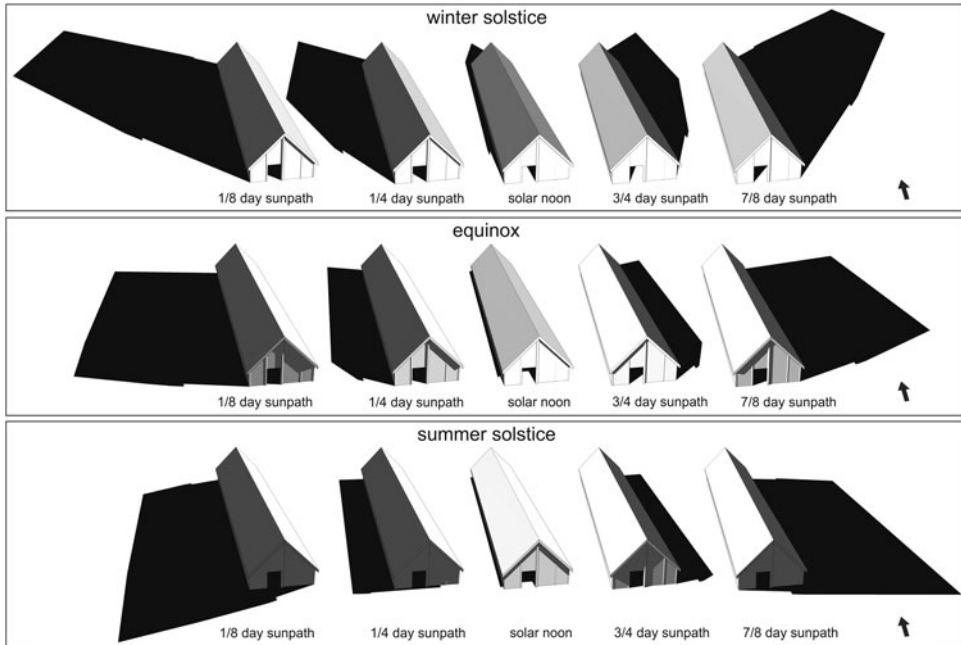 winter solstice
1/8 day sunpath 1/4 day sunpath solar noon 3/4 day sunpath 7/8 day sunpath
equinox
1/8 day sunpath 1/4 day sunpath solar noon 3/4 day sunpath 7/8 day sunpath
summer solstice
1/8 day sunpath 1/4 day sunpath solar noon 3/4 day sunpath 7/8 day sunpath